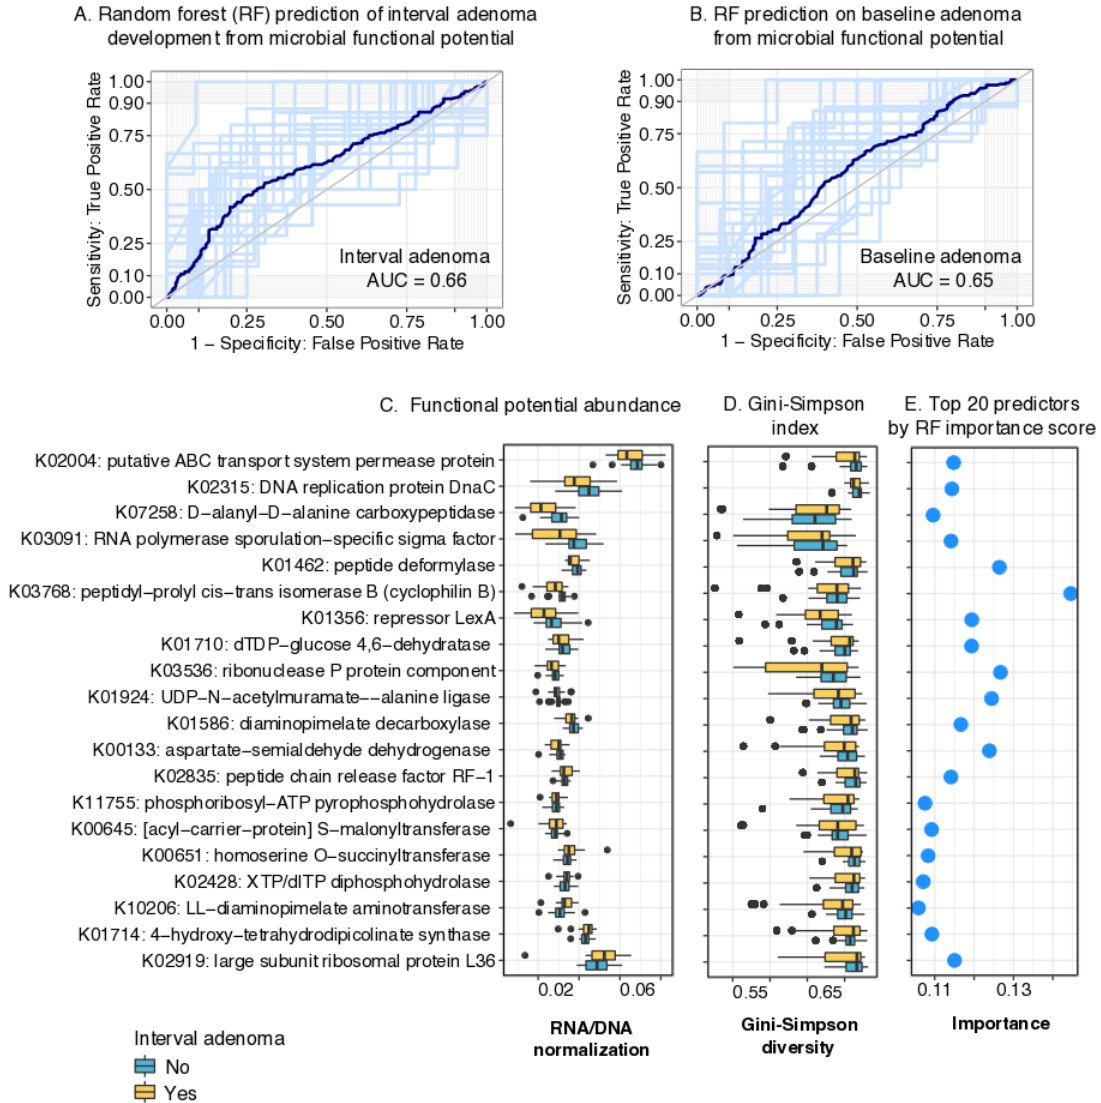 A. Random forest (RF) prediction of interval adenoma
development from microbial functional potential
B. RF prediction on baseline adenoma
from microbial functional potential
Sensitivity: True Positive Rate
1.00
0.90
0.75
0.50
0.25
0.10
0.00
Interval adenoma
AUC = 0.66
0.00 0.25 0.50 0.75 1.00
1 − Specificity: False Positive Rate
Sensitivity: True Positive Rate
1.00
0.90
0.75
0.50
0.25
0.10
0.00
Baseline adenoma
AUC = 0.65
0.00 0.25 0.50 0.75 1.00
1 − Specificity: False Positive Rate
C. Functional potential abundance
D. Gini-Simpson
index
E. Top 20 predictors
by RF importance score
K02004: putative ABC transport system permease protein
K02315: DNA replication protein DnaC
K07258: D−alanyl−D−alanine carboxypeptidase
K03091: RNA polymerase sporulation−specific sigma factor
K01462: peptide deformylase
K03768: peptidyl−prolyl cis−trans isomerase B (cyclophilin B)
K01356: repressor LexA
K01710: dTDP−glucose 4,6−dehydratase
K03536: ribonuclease P protein component
K01924: UDP−N−acetylmuramate−−alanine ligase
K01586: diaminopimelate decarboxylase
K00133: aspartate−semialdehyde dehydrogenase
K02835: peptide chain release factor RF−1
K11755: phosphoribosyl−ATP pyrophosphohydrolase
K00645: [acyl−carrier−protein] S−malonyltransferase
K00651: homoserine O−succinyltransferase
K02428: XTP/dITP diphosphohydrolase
K10206: LL−diaminopimelate aminotransferase
K01714: 4−hydroxy−tetrahydrodipicolinate synthase
K02919: large subunit ribosomal protein L36
0.02 0.06
0.55 0.65
0.11 0.13
RNA/DNA
normalization
Gini-Simpson
diversity
Importance
Interval adenoma
No
Yes